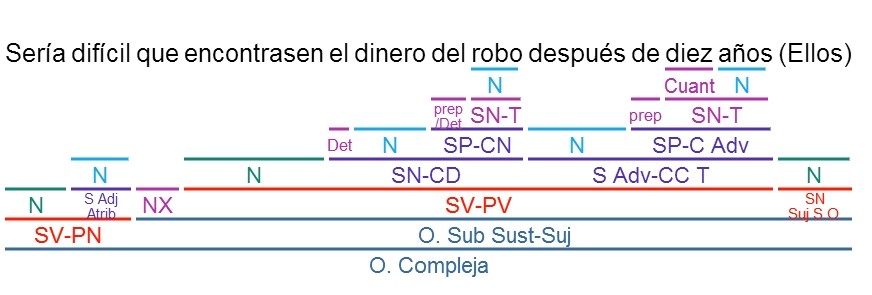 Sería difícil que encontrasen el dinero del robo después de diez años (Ellos)
N Cuant N
prep /Det SN-T prep SN-T
Det N SP-CN N SP-C Adv
N N SN-CD S Adv-CC T N
N S Adj Atrib NX SV-PV SN Suj S.O.
SV-PN O. Sub Sust-Suj
O. Compleja